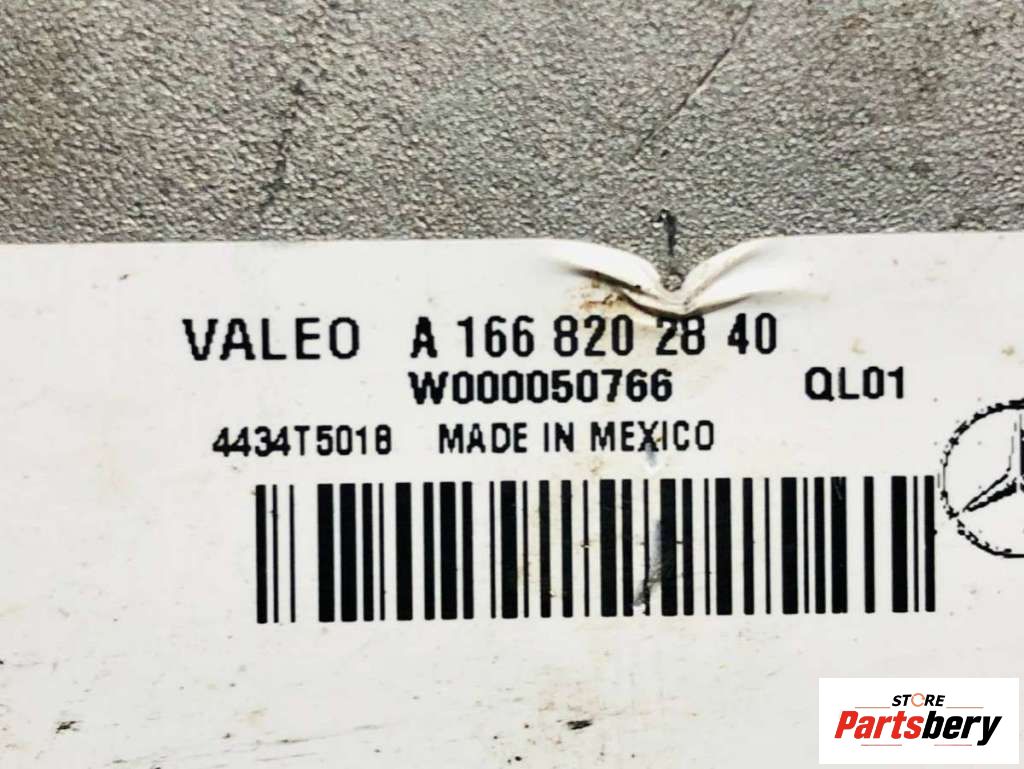 VALEO A 166 820 28 40
W000050766 QL01
4434T5018 MADE IN MEXICO
STORE
Partsbery